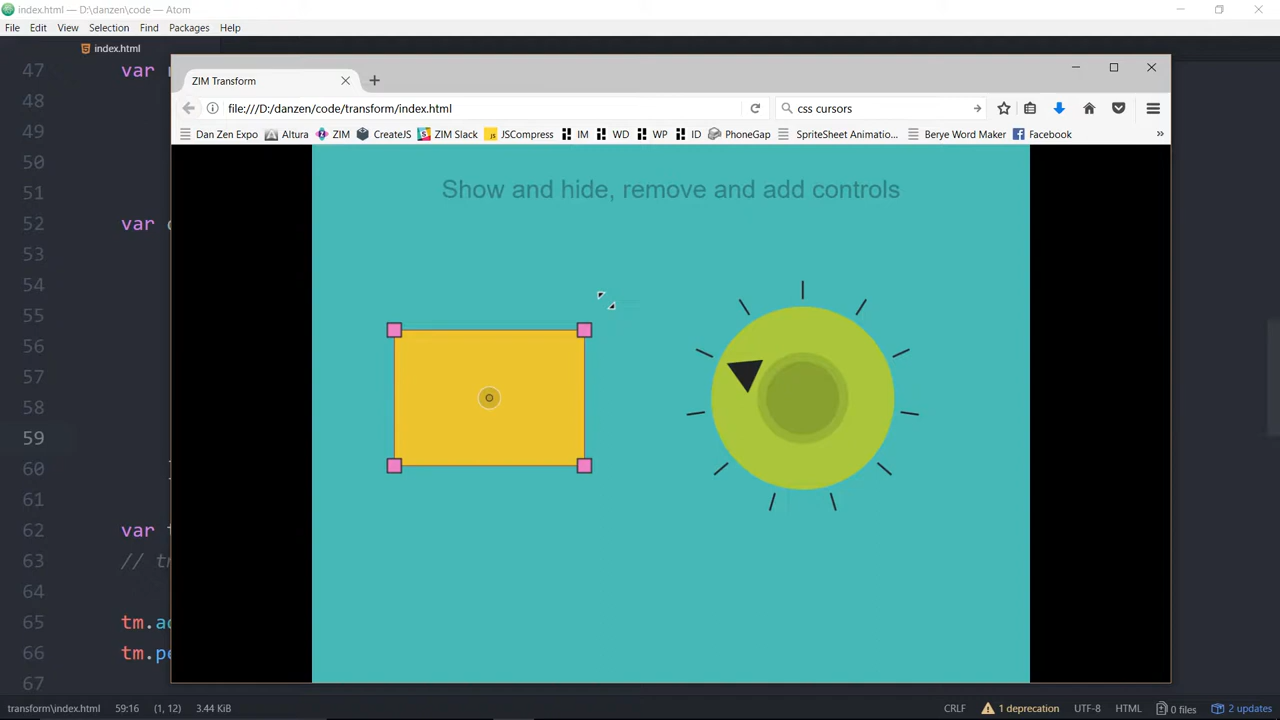 index.html — D:\danzen\code — Atom
File Edit View Selection Find Packages Help
index.html
ZIM Transform
file:///D:/danzen/code/transform/index.html
css cursors
Dan Zen Expo Altura ZIM CreateJS ZIM Slack JSCompress IM WD WP ID PhoneGap SpriteSheet Animatio... Berye Word Maker Facebook »
Show and hide, remove and add controls
47 var
48
49
50
51
52 var
53
54
55
56
57
58
59
60
61
62 var
63 //
64
65 tm.
66 tm.
67
transform\index.html 59:16 (1, 12) 3.44 KiB CRLF 1 deprecation UTF-8 HTML 0 files 2 updates